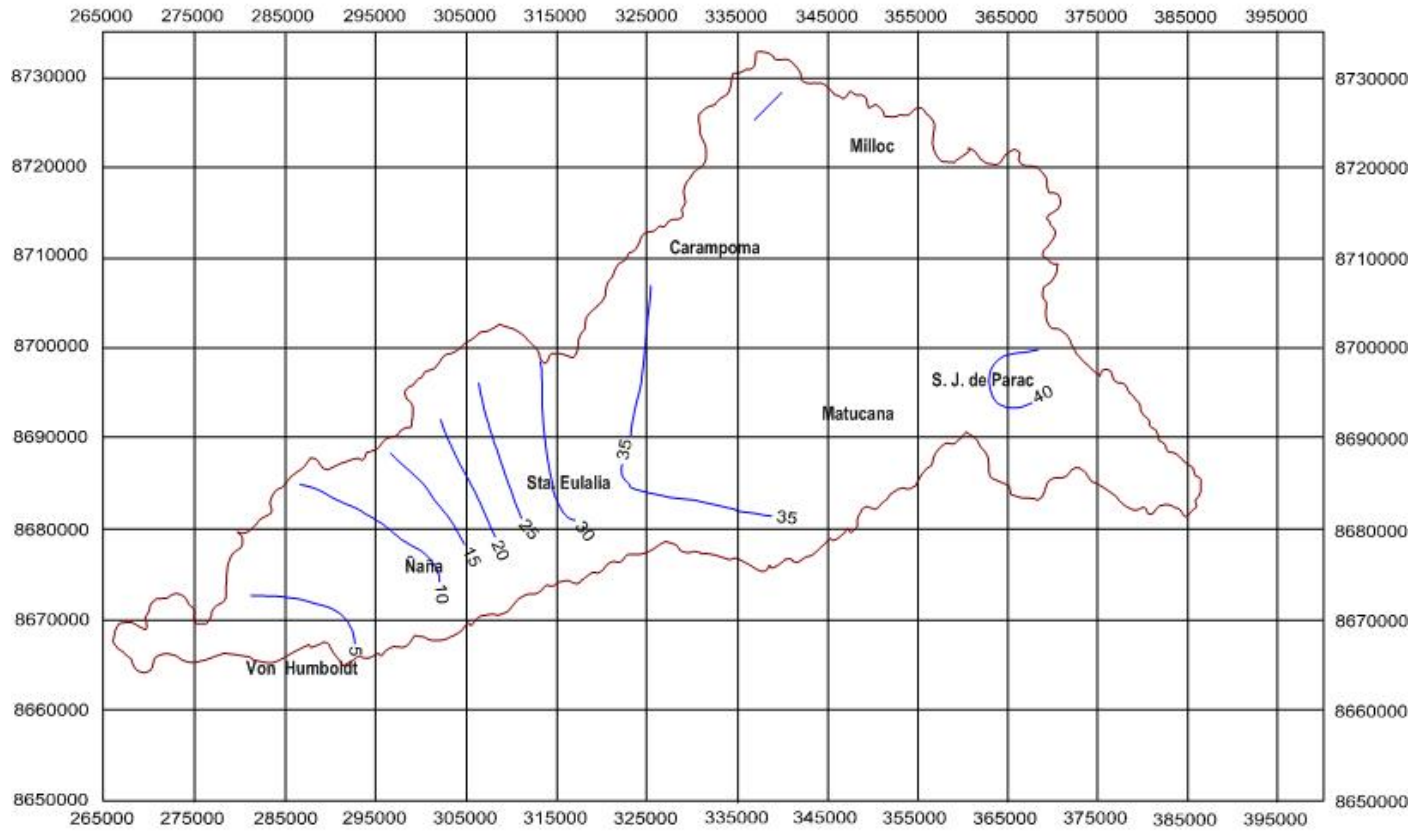 265000 275000 285000 295000 305000 315000 325000 335000 345000 355000 365000 375000 385000 395000
8730000 8730000
Milloc
8720000 8720000
Carampoma
8710000 8710000
8700000 8700000
S. J. de Parac
40
Matucana
8690000 8690000
35
Sta. Eulalia
8680000 35 8680000
30
25
20
15
Ñaña
10
8670000 8670000
5
Von Humboldt
8660000 8660000
8650000 8650000
265000 275000 285000 295000 305000 315000 325000 335000 345000 355000 365000 375000 385000 395000